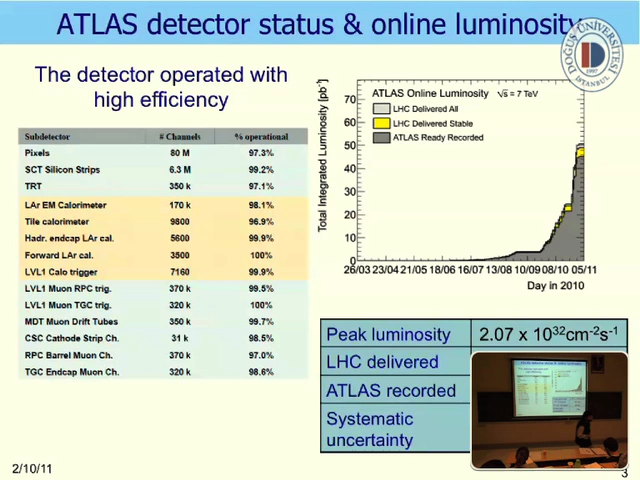 ATLAS detector status & online luminosity
DOĞUŞ ÜNİVERSİTESİ
1997
The detector operated with
high efficiency
Subdetector # Channels % operational
Pixels 80 M 97.3%
SCT Silicon Strips 6.3 M 99.2%
TRT 350 k 97.1%
LAr EM Calorimeter 170 k 98.1%
Tile calorimeter 9800 96.9%
Hadr. endcap LAr cal. 5600 99.9%
Forward LAr cal. 3500 100%
LVL1 Calo trigger 7160 99.9%
LVL1 Muon RPC trig. 370 k 99.5%
LVL1 Muon TGC trig. 320 k 100%
MDT Muon Drift Tubes 350 k 99.7%
CSC Cathode Strip Ch. 31 k 98.5%
RPC Barrel Muon Ch. 370 k 97.0%
TGC Endcap Muon Ch. 320 k 98.6%
Total Integrated Luminosity [pb⁻¹]
ATLAS Online Luminosity √s = 7 TeV
LHC Delivered All
LHC Delivered Stable
ATLAS Ready Recorded
70
60
50
40
30
20
10
0
26/03 23/04 21/05 18/06 16/07 13/08 10/09 08/10 05/11
Day in 2010
Peak luminosity 2.07 x 10³²cm⁻²s⁻¹
LHC delivered
ATLAS recorded
Systematic
uncertainty
2/10/11
3